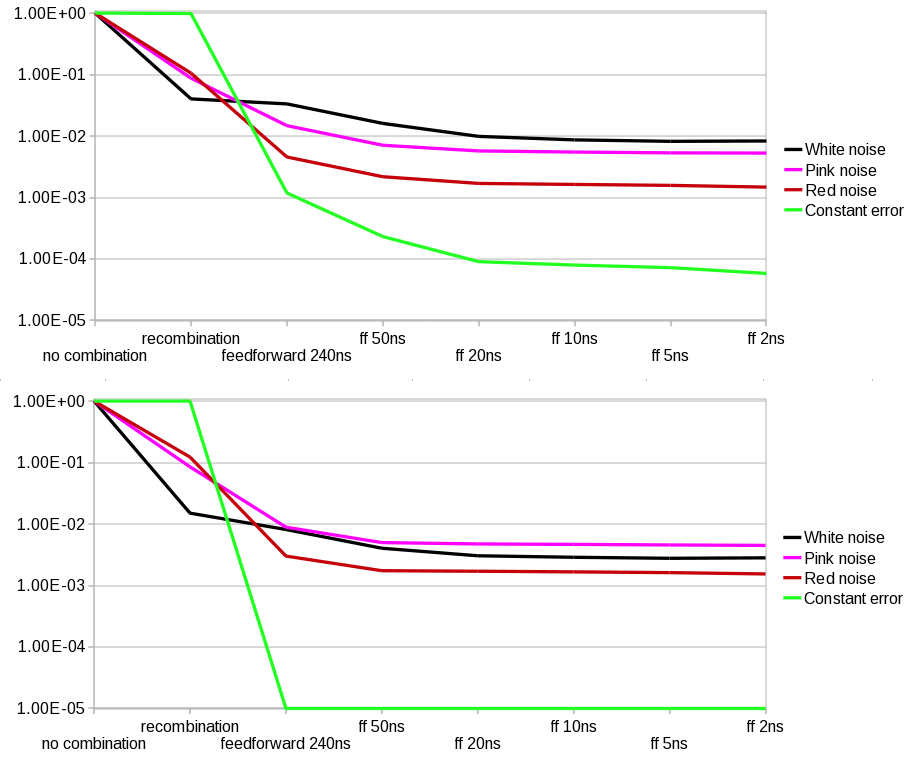 1.00E+00
1.00E-01
1.00E-02
1.00E-03
1.00E-04
1.00E-05
no combination
recombination
feedforward 240ns
ff 50ns
ff 20ns
ff 10ns
ff 5ns
ff 2ns
White noise
Pink noise
Red noise
Constant error
1.00E+00
1.00E-01
1.00E-02
1.00E-03
1.00E-04
1.00E-05
no combination
recombination
feedforward 240ns
ff 50ns
ff 20ns
ff 10ns
ff 5ns
ff 2ns
White noise
Pink noise
Red noise
Constant error